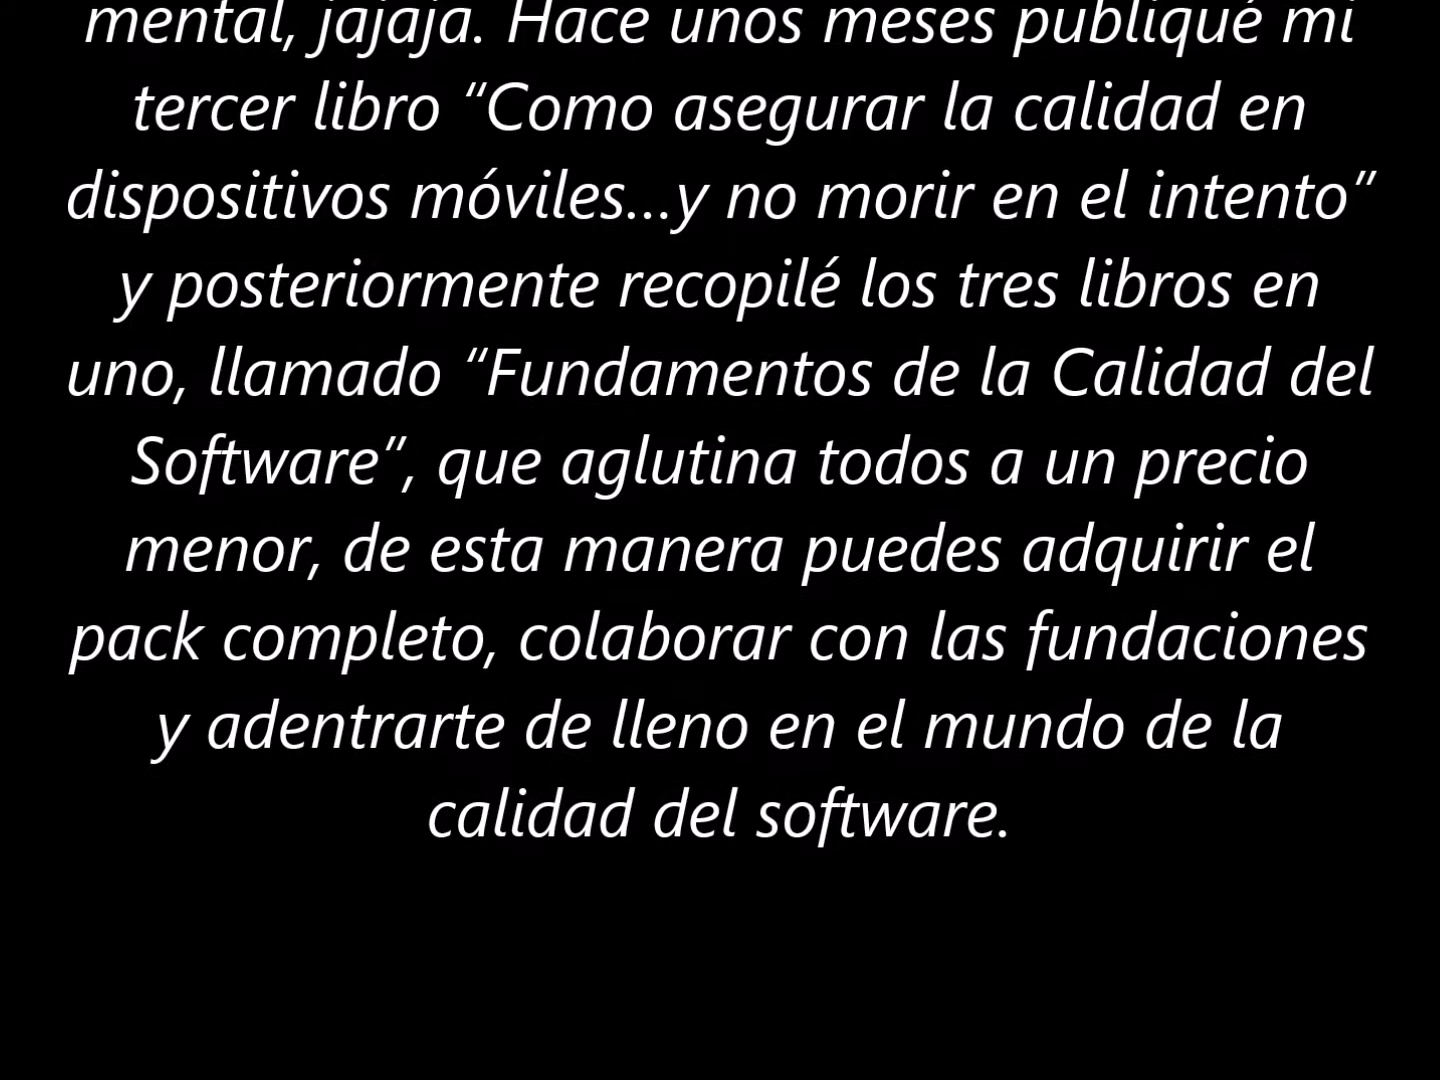 mental, jajaja. Hace unos meses publiqué mi
tercer libro “Como asegurar la calidad en
dispositivos móviles...y no morir en el intento”
y posteriormente recopilé los tres libros en
uno, llamado “Fundamentos de la Calidad del
Software”, que aglutina todos a un precio
menor, de esta manera puedes adquirir el
pack completo, colaborar con las fundaciones
y adentrarte de lleno en el mundo de la
calidad del software.